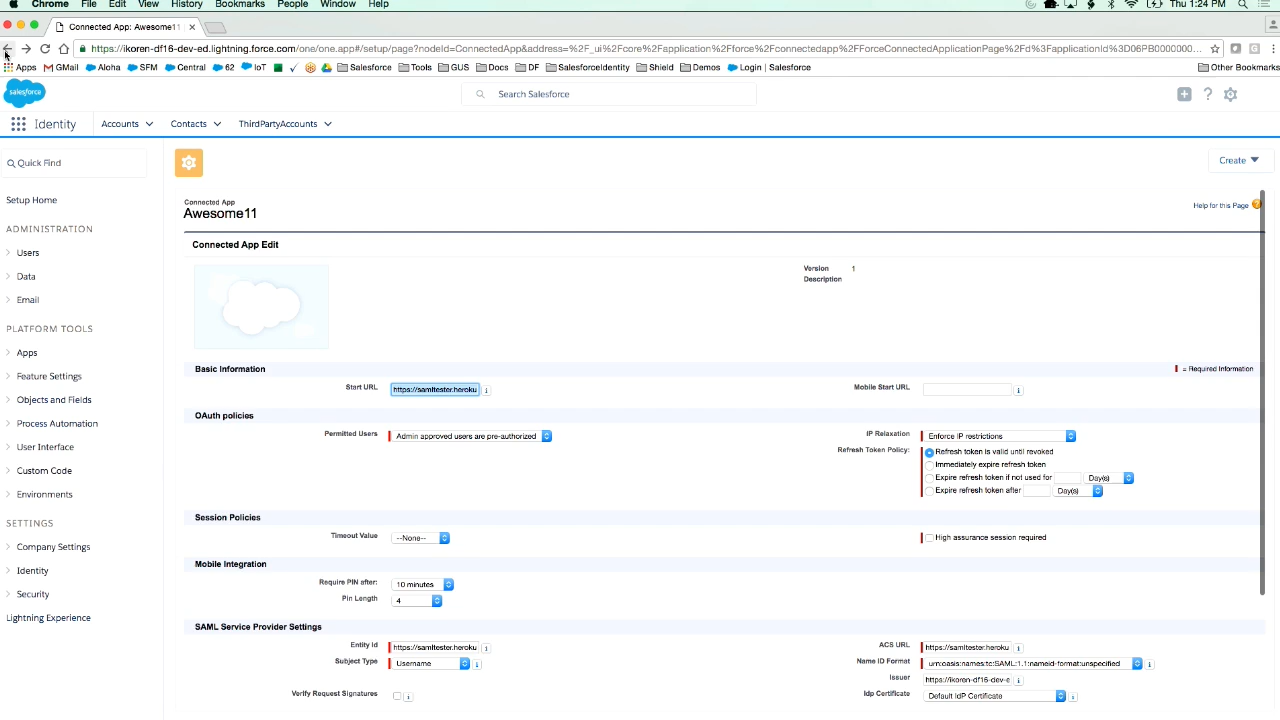 Chrome File Edit View History Bookmarks People Window Help Thu 1:24 PM
Connected App: Awesome11
https://ikoren-df16-dev-ed.lightning.force.com/one/one.app#/setup/page?nodeId=ConnectedApp&address=%2F_ui%2Fcore%2Fapplication%2Fforce%2Fconnectedapp%2FForceConnectedApplicationPage%2Fd%3FapplicationId%3D06PB0000000...
Apps GMail Aloha SFM Central 62 IoT Salesforce Tools GUS Docs DF SalesforceIdentity Shield Demos Login | Salesforce Other Bookmarks
salesforce Search Salesforce
Identity Accounts Contacts ThirdPartyAccounts
Quick Find
Create
Setup Home
ADMINISTRATION
Users
Data
Email
PLATFORM TOOLS
Apps
Feature Settings
Objects and Fields
Process Automation
User Interface
Custom Code
Environments
SETTINGS
Company Settings
Identity
Security
Lightning Experience
Connected App
Awesome11
Help for this Page
Connected App Edit
Version 1
Description
Basic Information = Required Information
Start URL https://samltester.heroku Mobile Start URL
OAuth policies
Permitted Users Admin approved users are pre-authorized IP Relaxation Enforce IP restrictions
Refresh Token Policy: Refresh token is valid until revoked
Immediately expire refresh token
Expire refresh token if not used for Day(s)
Expire refresh token after Day(s)
Session Policies
Timeout Value --None-- High assurance session required
Mobile Integration
Require PIN after: 10 minutes
Pin Length 4
SAML Service Provider Settings
Entity Id https://samltester.heroku ACS URL https://samltester.heroku
Subject Type Username Name ID Format urn:oasis:names:tc:SAML:1.1:nameid-format:unspecified
Issuer https://ikoren-df16-dev-e
Verify Request Signatures Idp Certificate Default IdP Certificate